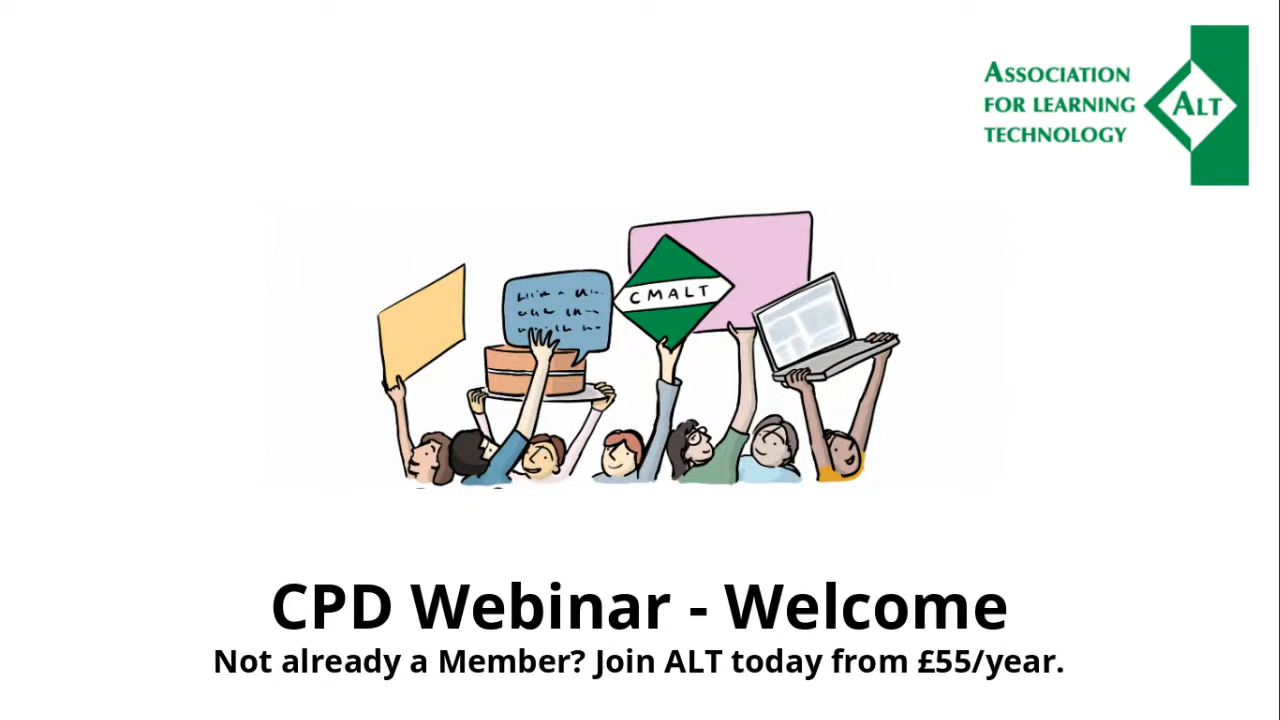 ASSOCIATION
FOR LEARNING
TECHNOLOGY
ALT
CMALT
CPD Webinar - Welcome
Not already a Member? Join ALT today from £55/year.